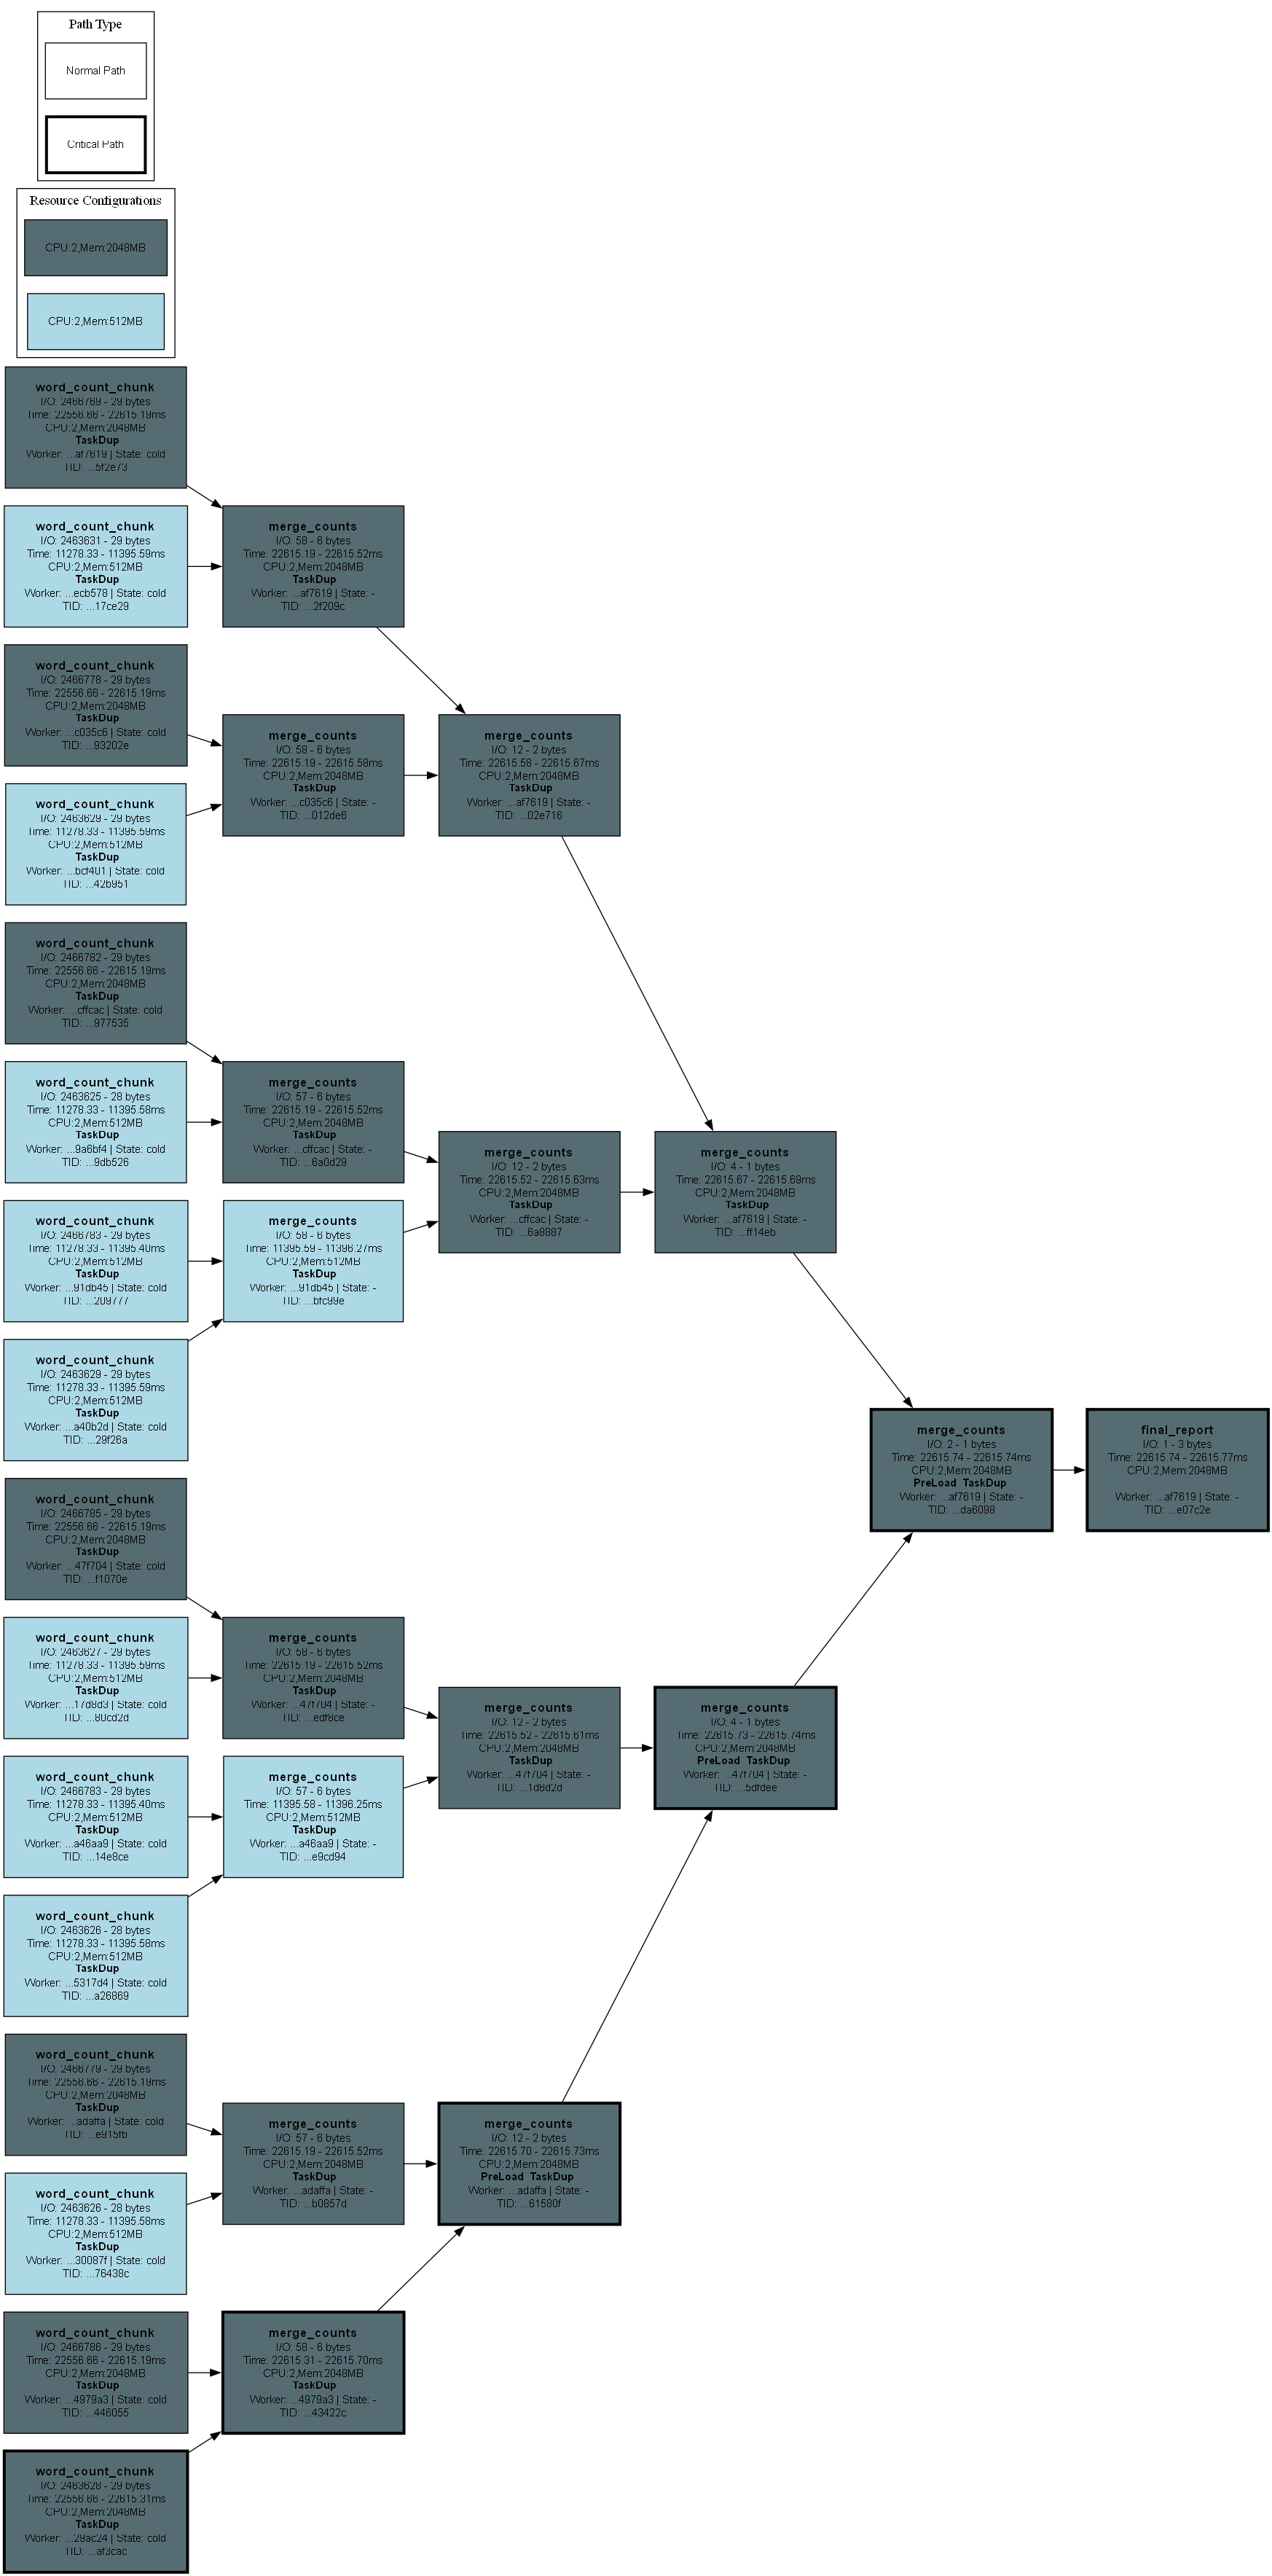 Path Type
Normal Path
Critical Path
Resource Configurations
CPU:2,Mem:2048MB
CPU:2,Mem:512MB
word_count_chunk
I/O: 2466769 - 29 bytes
Time: 22556.66 - 22615.19ms
CPU:2,Mem:2048MB
TaskDup
Worker: ...af7619 | State: cold
TID: ...5f2e73
word_count_chunk
I/O: 2463631 - 29 bytes
Time: 11278.33 - 11395.59ms
CPU:2,Mem:512MB
TaskDup
Worker: ...ecb578 | State: cold
TID: ...17ce29
merge_counts
I/O: 58 - 6 bytes
Time: 22615.19 - 22615.52ms
CPU:2,Mem:2048MB
TaskDup
Worker: ...af7619 | State: -
TID: ...2f209c
word_count_chunk
I/O: 2466778 - 29 bytes
Time: 22556.66 - 22615.19ms
CPU:2,Mem:2048MB
TaskDup
Worker: ...c035c6 | State: cold
TID: ...93202e
merge_counts
I/O: 58 - 6 bytes
Time: 22615.19 - 22615.58ms
CPU:2,Mem:2048MB
TaskDup
Worker: ...c035c6 | State: -
TID: ...012de6
merge_counts
I/O: 12 - 2 bytes
Time: 22615.58 - 22615.67ms
CPU:2,Mem:2048MB
TaskDup
Worker: ...af7619 | State: -
TID: ...02e716
word_count_chunk
I/O: 2463629 - 29 bytes
Time: 11278.33 - 11395.59ms
CPU:2,Mem:512MB
TaskDup
Worker: ...bcf401 | State: cold
TID: ...42b951
word_count_chunk
I/O: 2466782 - 29 bytes
Time: 22556.66 - 22615.19ms
CPU:2,Mem:2048MB
TaskDup
Worker: ...cffcac | State: cold
TID: ...977535
word_count_chunk
I/O: 2463625 - 28 bytes
Time: 11278.33 - 11395.58ms
CPU:2,Mem:512MB
TaskDup
Worker: ...9a6bf4 | State: cold
TID: ...9db526
merge_counts
I/O: 57 - 6 bytes
Time: 22615.19 - 22615.52ms
CPU:2,Mem:2048MB
TaskDup
Worker: ...cffcac | State: -
TID: ...6a0d29
merge_counts
I/O: 12 - 2 bytes
Time: 22615.52 - 22615.63ms
CPU:2,Mem:2048MB
TaskDup
Worker: ...cffcac | State: -
TID: ...6a8887
merge_counts
I/O: 4 - 1 bytes
Time: 22615.67 - 22615.69ms
CPU:2,Mem:2048MB
TaskDup
Worker: ...af7619 | State: -
TID: ...ff14eb
word_count_chunk
I/O: 2466783 - 29 bytes
Time: 11278.33 - 11395.40ms
CPU:2,Mem:512MB
TaskDup
Worker: ...91db45 | State: cold
TID: ...209777
merge_counts
I/O: 58 - 6 bytes
Time: 11395.59 - 11396.27ms
CPU:2,Mem:512MB
TaskDup
Worker: ...91db45 | State: -
TID: ...bfc99e
word_count_chunk
I/O: 2463629 - 29 bytes
Time: 11278.33 - 11395.59ms
CPU:2,Mem:512MB
TaskDup
Worker: ...a40b2d | State: cold
TID: ...29f26a
merge_counts
I/O: 2 - 1 bytes
Time: 22615.74 - 22615.74ms
CPU:2,Mem:2048MB
PreLoad TaskDup
Worker: ...af7619 | State: -
TID: ...da6098
final_report
I/O: 1 - 3 bytes
Time: 22615.74 - 22615.77ms
CPU:2,Mem:2048MB
Worker: ...af7619 | State: -
TID: ...e07c2e
word_count_chunk
I/O: 2466785 - 29 bytes
Time: 22556.66 - 22615.19ms
CPU:2,Mem:2048MB
TaskDup
Worker: ...47f704 | State: cold
TID: ...f1070e
word_count_chunk
I/O: 2463627 - 29 bytes
Time: 11278.33 - 11395.59ms
CPU:2,Mem:512MB
TaskDup
Worker: ...17d8d3 | State: cold
TID: ...80cd2d
merge_counts
I/O: 58 - 6 bytes
Time: 22615.19 - 22615.52ms
CPU:2,Mem:2048MB
TaskDup
Worker: ...47f704 | State: -
TID: ...edf8ce
merge_counts
I/O: 12 - 2 bytes
Time: 22615.52 - 22615.61ms
CPU:2,Mem:2048MB
TaskDup
Worker: ...47f704 | State: -
TID: ...1d6d2d
merge_counts
I/O: 4 - 1 bytes
Time: 22615.73 - 22615.74ms
CPU:2,Mem:2048MB
PreLoad TaskDup
Worker: ...47f704 | State: -
TID: ...5dfdee
word_count_chunk
I/O: 2466783 - 29 bytes
Time: 11278.33 - 11395.40ms
CPU:2,Mem:512MB
TaskDup
Worker: ...a46aa9 | State: cold
TID: ...14e8ce
merge_counts
I/O: 57 - 6 bytes
Time: 11395.58 - 11396.25ms
CPU:2,Mem:512MB
TaskDup
Worker: ...a46aa9 | State: -
TID: ...e9cd94
word_count_chunk
I/O: 2463626 - 28 bytes
Time: 11278.33 - 11395.58ms
CPU:2,Mem:512MB
TaskDup
Worker: ...5317d4 | State: cold
TID: ...a26869
word_count_chunk
I/O: 2466779 - 29 bytes
Time: 22556.66 - 22615.19ms
CPU:2,Mem:2048MB
TaskDup
Worker: ...adaffa | State: cold
TID: ...e915fb
merge_counts
I/O: 57 - 6 bytes
Time: 22615.19 - 22615.52ms
CPU:2,Mem:2048MB
TaskDup
Worker: ...adaffa | State: -
TID: ...b0857d
merge_counts
I/O: 12 - 2 bytes
Time: 22615.70 - 22615.73ms
CPU:2,Mem:2048MB
PreLoad TaskDup
Worker: ...adaffa | State: -
TID: ...61580f
word_count_chunk
I/O: 2463626 - 28 bytes
Time: 11278.33 - 11395.58ms
CPU:2,Mem:512MB
TaskDup
Worker: ...30087f | State: cold
TID: ...76438c
word_count_chunk
I/O: 2466786 - 29 bytes
Time: 22556.66 - 22615.19ms
CPU:2,Mem:2048MB
TaskDup
Worker: ...4979a3 | State: cold
TID: ...446055
merge_counts
I/O: 58 - 6 bytes
Time: 22615.31 - 22615.70ms
CPU:2,Mem:2048MB
TaskDup
Worker: ...4979a3 | State: -
TID: ...43422c
word_count_chunk
I/O: 2463628 - 29 bytes
Time: 22556.66 - 22615.31ms
CPU:2,Mem:2048MB
TaskDup
Worker: ...29ac24 | State: cold
TID: ...af3cac